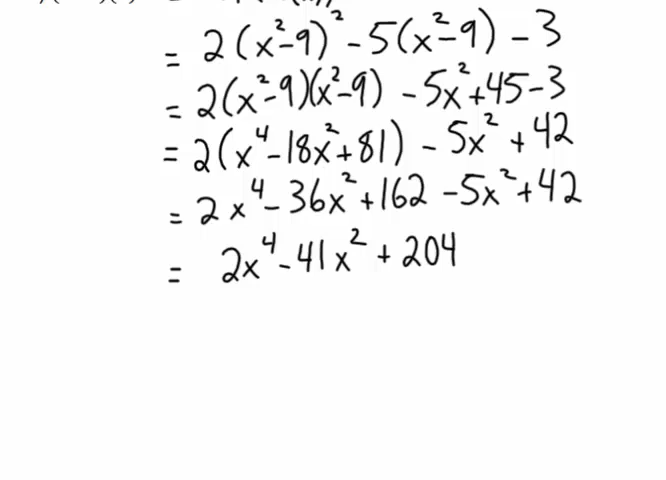 = 2(x²-9)² - 5(x²-9) - 3
= 2(x²-9)(x²-9) - 5x²+45-3
= 2(x⁴-18x²+81) - 5x² + 42
= 2x⁴-36x²+162 -5x²+42
= 2x⁴-41x²+204